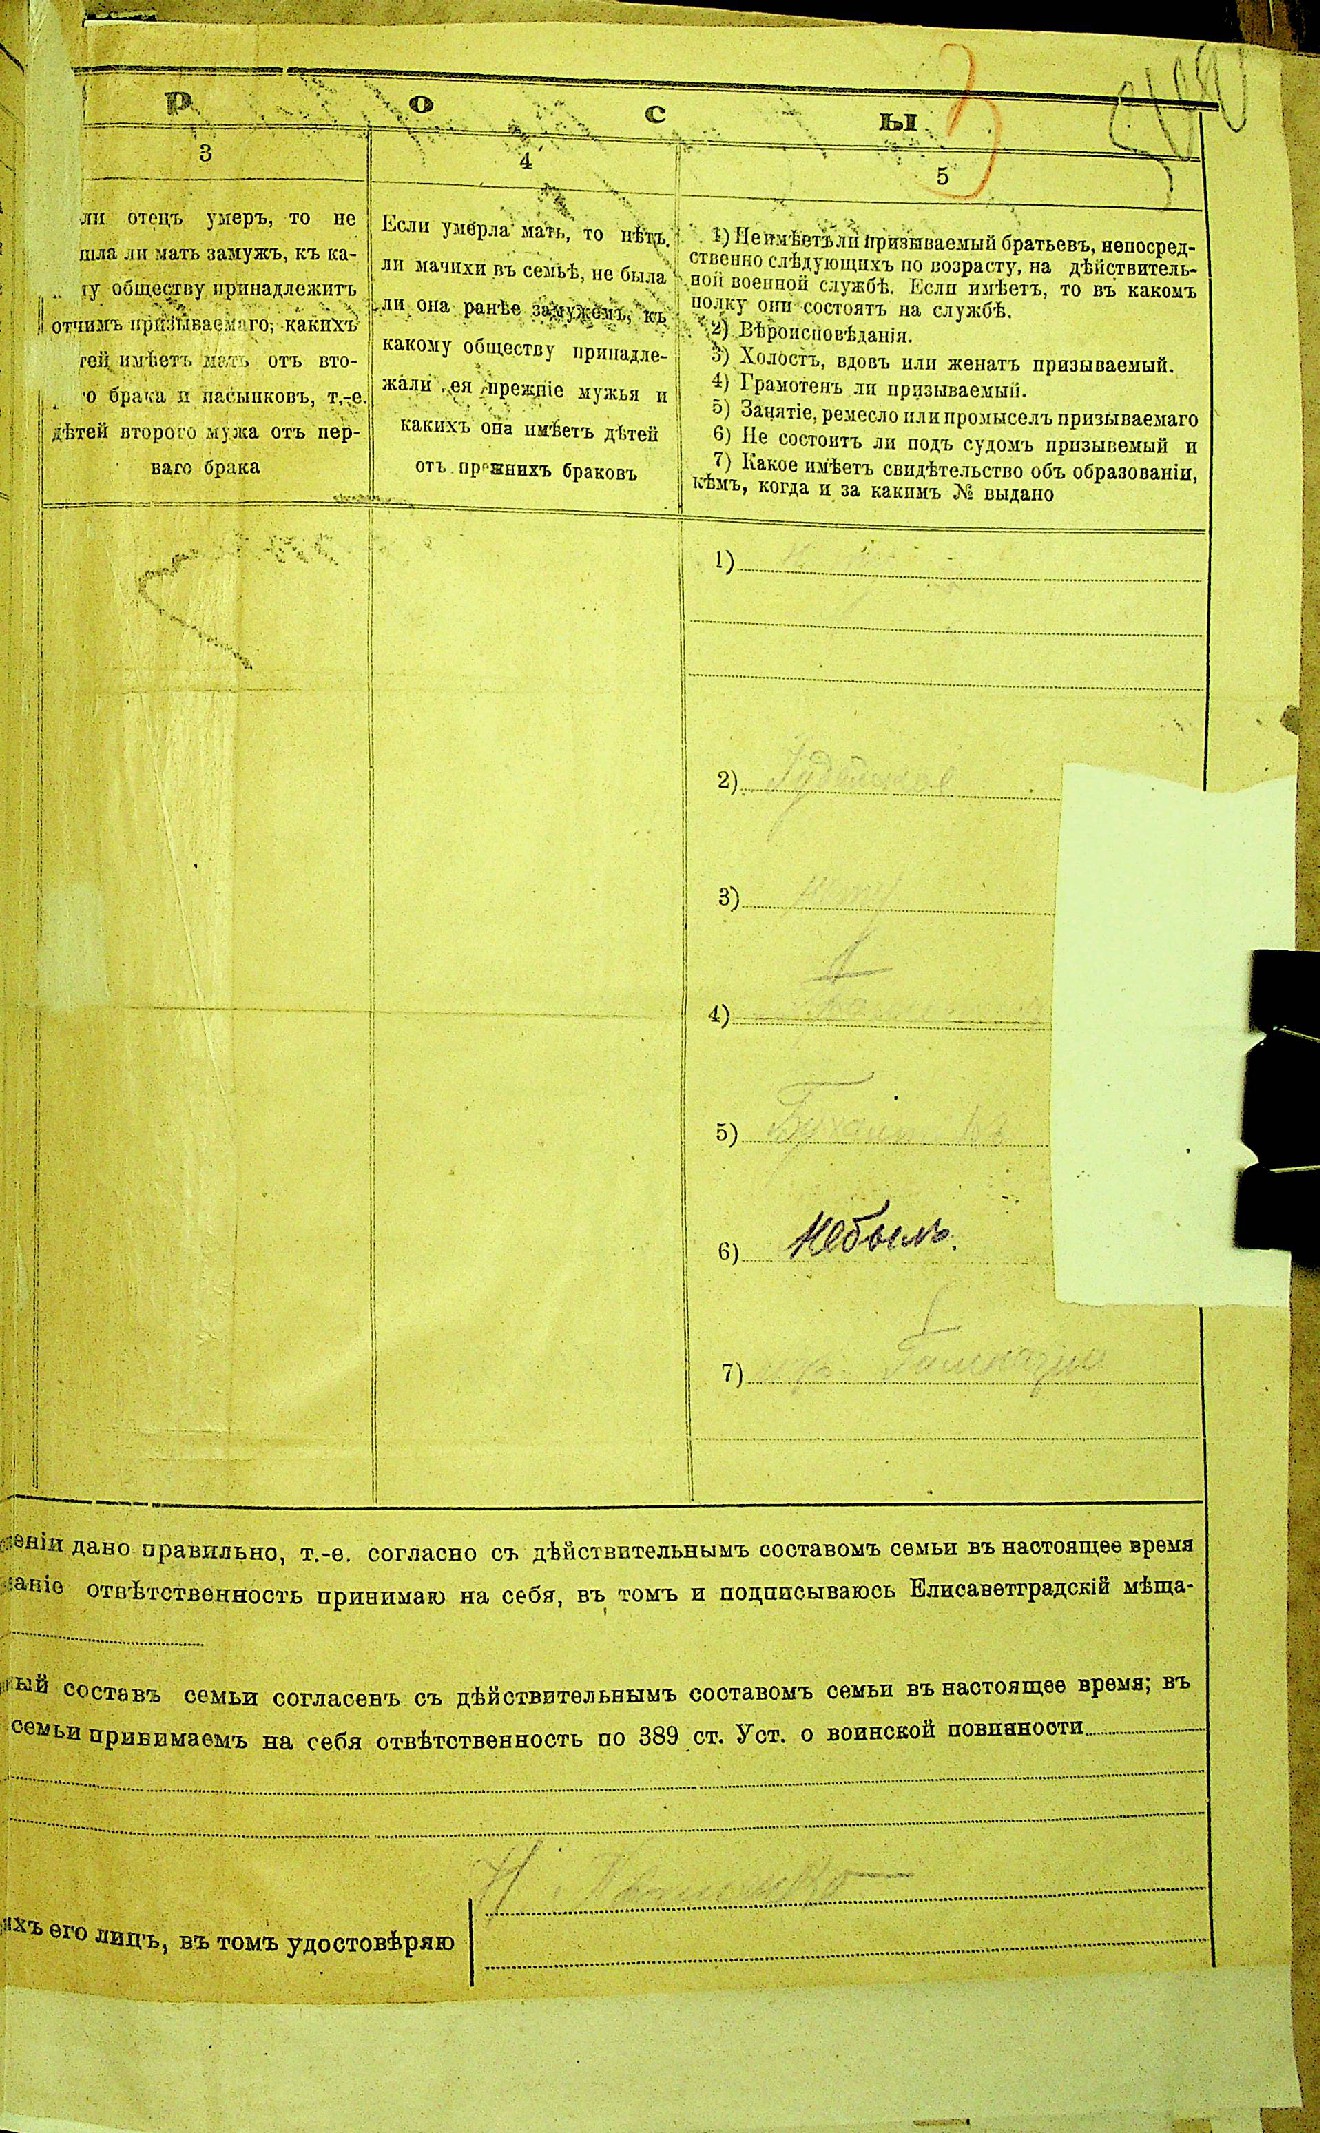 Р О С Ы
3
4
5
ли отецъ умеръ, то не
шла ли мать замужъ, къ ка-
у обществу принадлежитъ
отчимъ призываемаго, какихъ
тей имѣетъ мать отъ вто-
о брака и пасынковъ, т.-е.
дѣтей второго мужа отъ пер-
ваго брака
Если умерла мать, то нѣтъ
ли мачихи въ семьѣ, не была
ли она ранѣе замужемъ, къ
какому обществу принадле-
жали ея прежніе мужья и
какихъ она имѣетъ дѣтей
отъ прежнихъ браковъ
1) Не имѣетъ ли призываемый братьевъ, непосред-
ственно слѣдующихъ по возрасту, на дѣйствитель-
ной военной службѣ. Если имѣетъ, то въ какомъ
полку они состоятъ на службѣ.
2) Вѣроисповѣданія.
3) Холостъ, вдовъ или женатъ призываемый.
4) Грамотенъ ли призываемый.
5) Занятіе, ремесло или промыселъ призываемаго
6) Не состоитъ ли подъ судомъ призываемый и
7) Какое имѣетъ свидѣтельство объ образованіи,
кѣмъ, когда и за какимъ № выдано
1)
2) Іудейское
3)
4)
5)
6) Небылъ.
7)
еніи дано правильно, т.-е. согласно съ дѣйствительнымъ составомъ семьи въ настоящее время
аніе отвѣтственность принимаю на себя, въ томъ и подписываюсь Елисаветградскій мѣща-
ный составъ семьи согласенъ съ дѣйствительнымъ составомъ семьи въ настоящее время; въ
семьи принимаемъ на себя отвѣтственность по 389 ст. Уст. о воинской повинности
ихъ его лицъ, въ томъ удостовѣряю